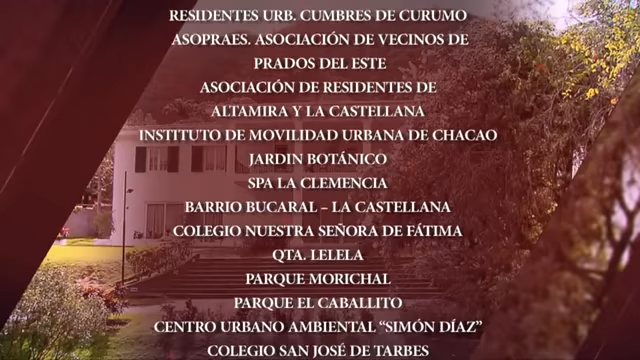 RESIDENTES URB. CUMBRES DE CURUMO
ASOPRAES. ASOCIACIÓN DE VECINOS DE
PRADOS DEL ESTE
ASOCIACIÓN DE RESIDENTES DE
ALTAMIRA Y LA CASTELLANA
INSTITUTO DE MOVILIDAD URBANA DE CHACAO
JARDIN BOTÁNICO
SPA LA CLEMENCIA
BARRIO BUCARAL – LA CASTELLANA
COLEGIO NUESTRA SEÑORA DE FÁTIMA
QTA. LELELA
PARQUE MORICHAL
PARQUE EL CABALLITO
CENTRO URBANO AMBIENTAL “SIMÓN DÍAZ”
COLEGIO SAN JOSÉ DE TARBES